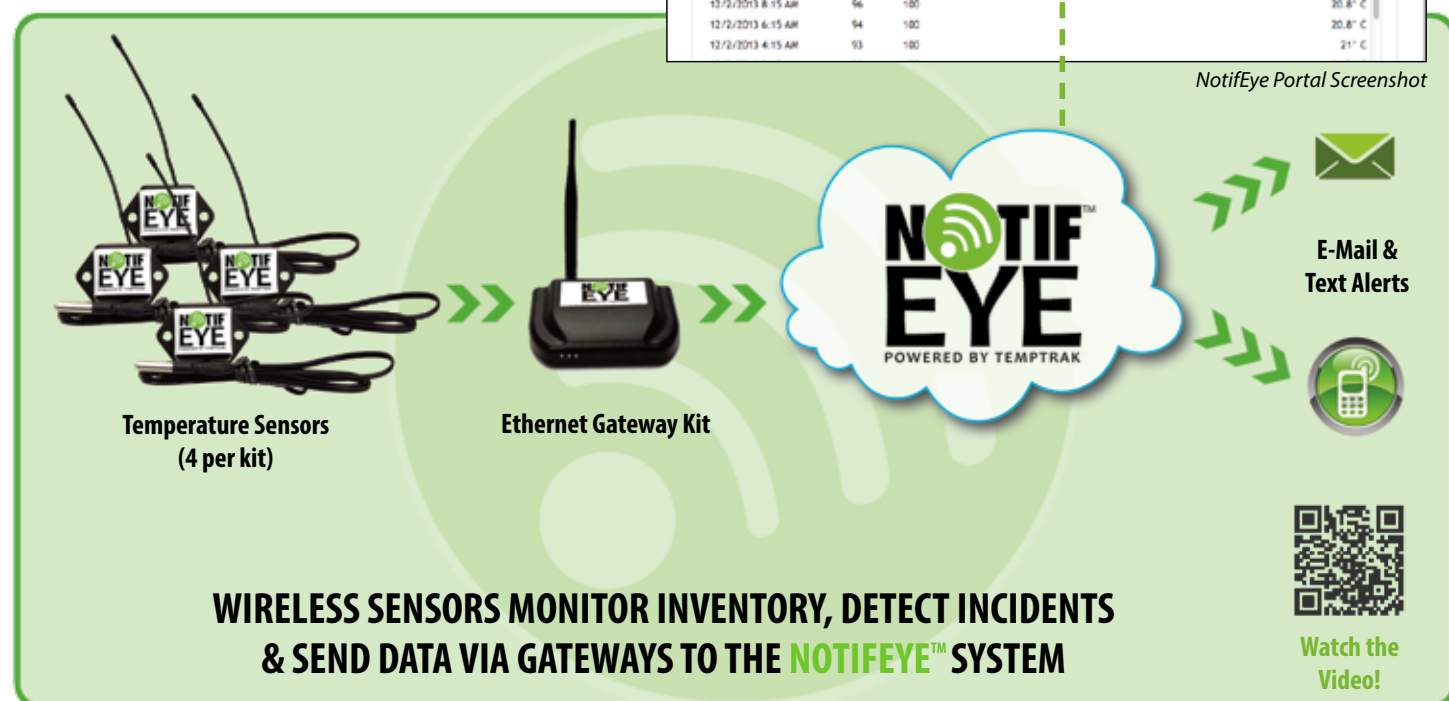 12/2/2013 8:15 AM 96 100 20.8° C
12/2/2013 6:15 AM 94 100 20.8° C
12/2/2013 4:15 AM 93 100 21° C
NotifEye Portal Screenshot
NOTIF
EYE
NOTIF
EYE
NOTIF
EYE
NOTIF
EYE
NOTIF
EYE
NOTIF™
EYE
POWERED BY TEMPTRAK
E-Mail &
Text Alerts
Temperature Sensors
(4 per kit)
Ethernet Gateway Kit
WIRELESS SENSORS MONITOR INVENTORY, DETECT INCIDENTS
& SEND DATA VIA GATEWAYS TO THE NOTIFEYE™ SYSTEM
Watch the
Video!